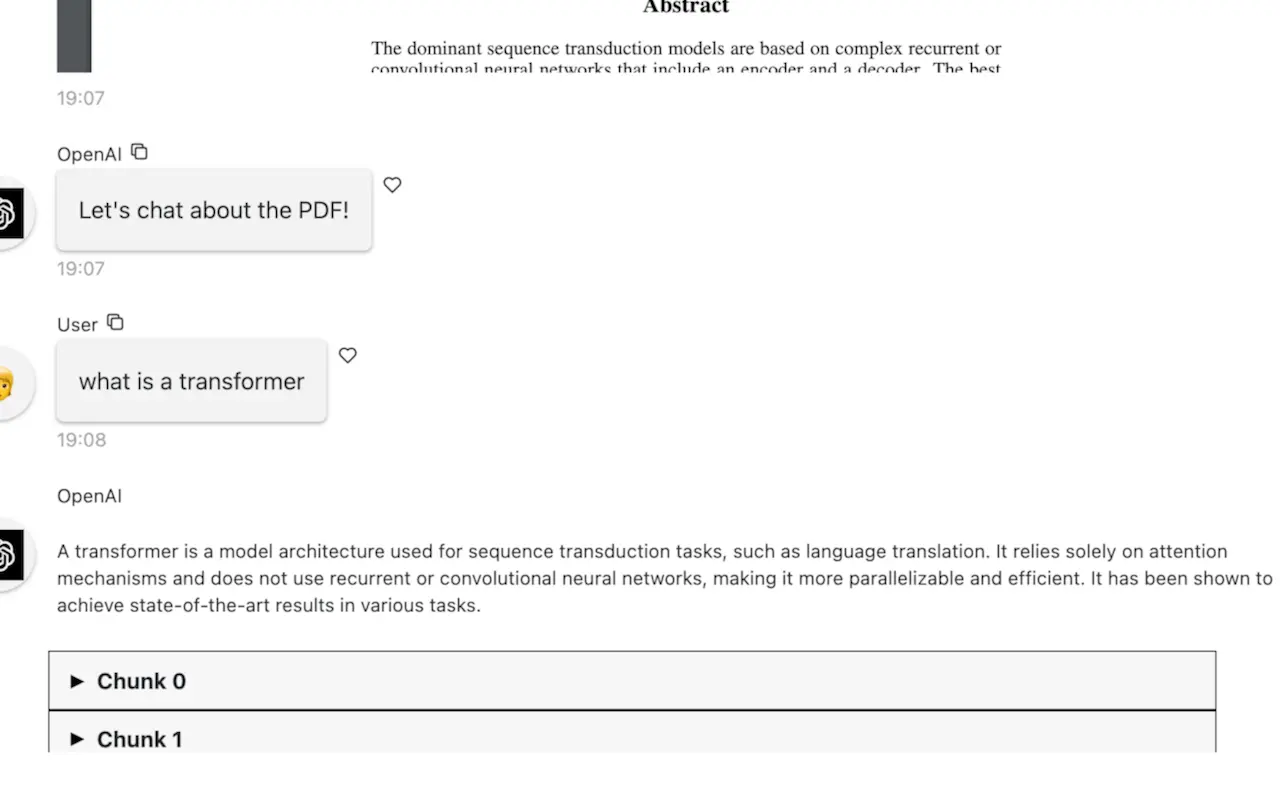 Abstract
The dominant sequence transduction models are based on complex recurrent or
convolutional neural networks that include an encoder and a decoder. The best
19:07
OpenAI
Let's chat about the PDF!
19:07
User
what is a transformer
19:08
OpenAI
A transformer is a model architecture used for sequence transduction tasks, such as language translation. It relies solely on attention
mechanisms and does not use recurrent or convolutional neural networks, making it more parallelizable and efficient. It has been shown to
achieve state-of-the-art results in various tasks.
Chunk 0
Chunk 1